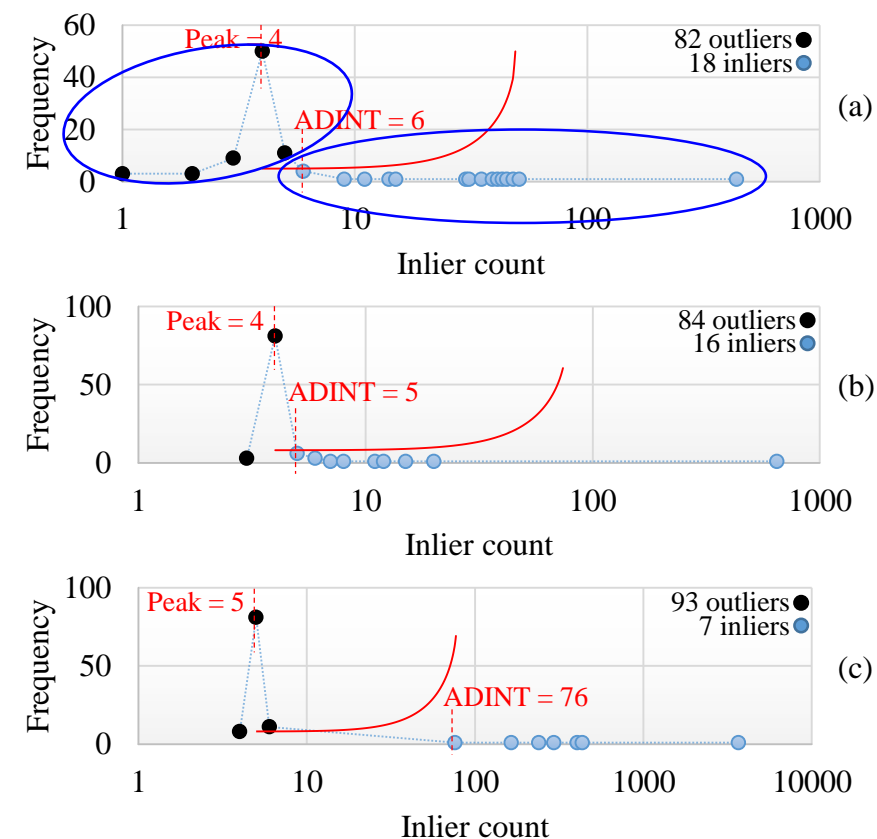 60
40
20
0
Frequency
Peak = 4
ADINT = 6
82 outliers
18 inliers
(a)
1 10 100 1000
Inlier count
100
50
0
Frequency
Peak = 4
ADINT = 5
84 outliers
16 inliers
(b)
1 10 100 1000
Inlier count
100
50
0
Frequency
Peak = 5
ADINT = 76
93 outliers
7 inliers
(c)
1 10 100 1000 10000
Inlier count